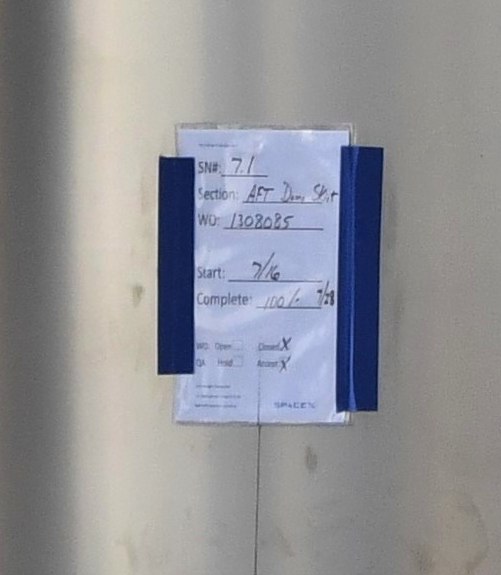 SN#: 7.1
Section: AFT Dome Skirt
WO: 1308085
Start: 7/16
Complete: 100% 7/28
WO: Open Closed X
QA Hold Accept X
SPACEX